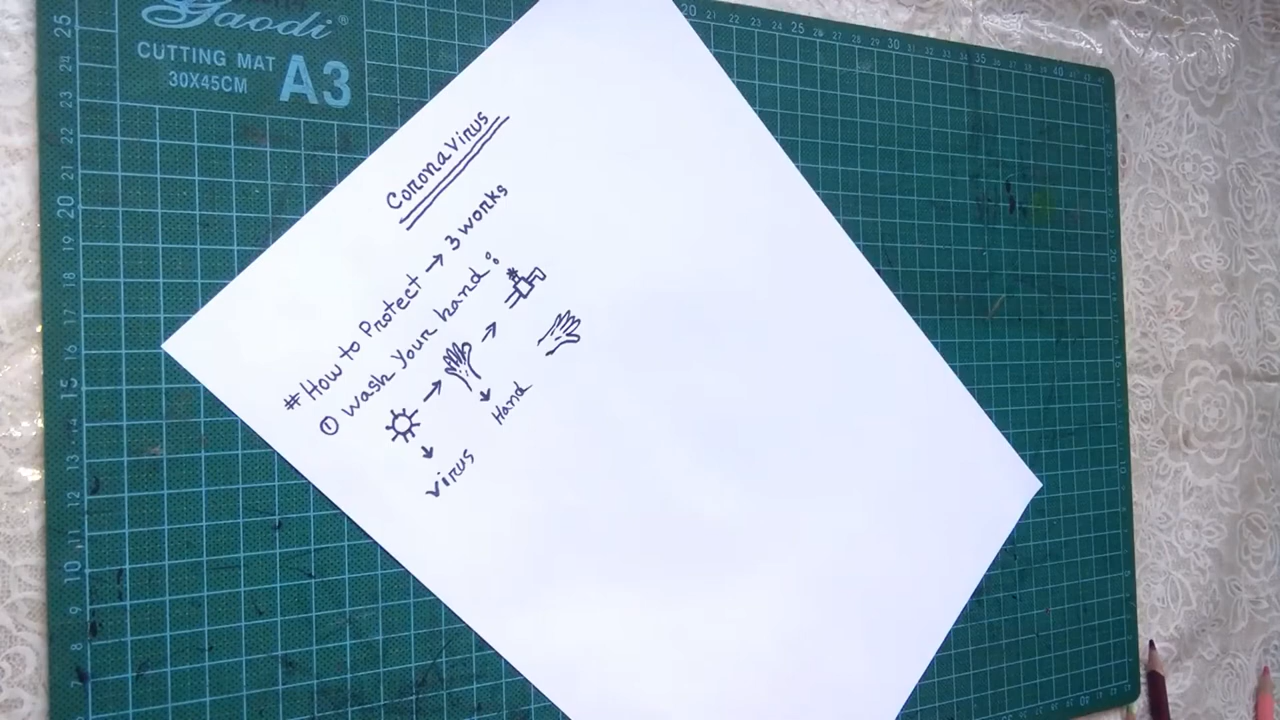 Gaodi®
CUTTING MAT
30X45CM
A3
Coronavirus
# How to Protect → 3 works
① wash Your hand :
virus
Hand